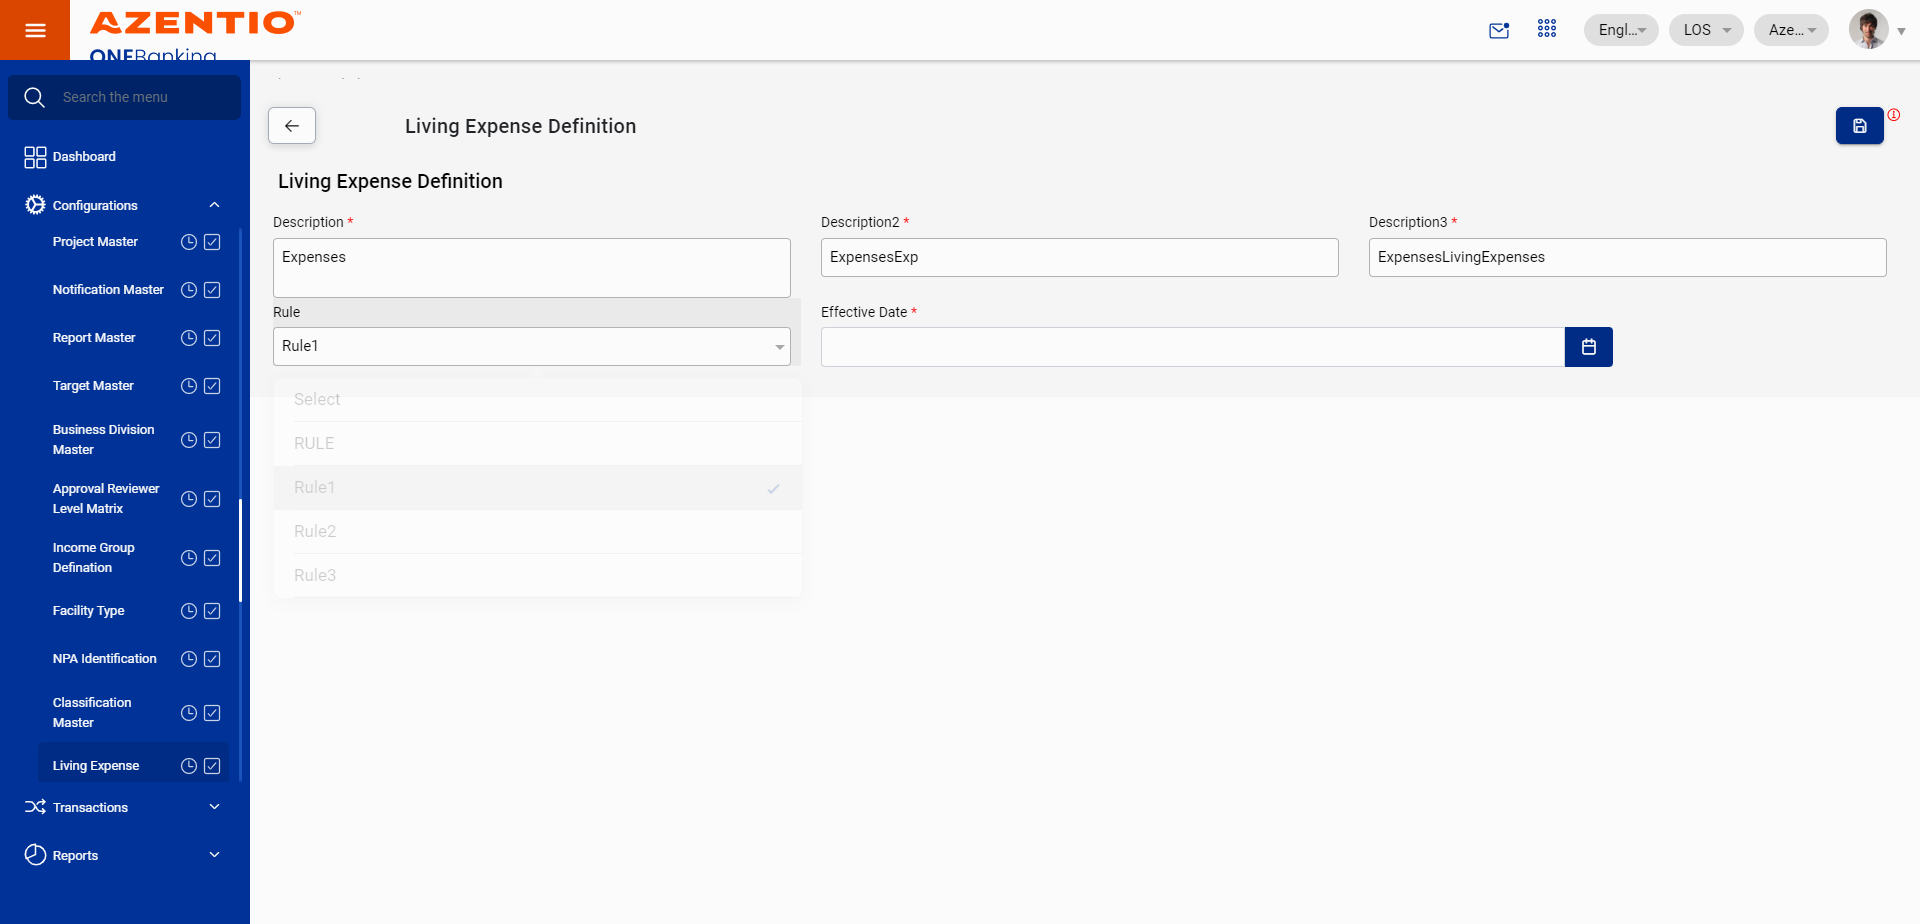 AZENTIO™
ONEBanking
Engl...
LOS
Aze...
Search the menu
Dashboard
Configurations
Project Master
Notification Master
Report Master
Target Master
Business Division
Master
Approval Reviewer
Level Matrix
Income Group
Defination
Facility Type
NPA Identification
Classification
Master
Living Expense
Transactions
Reports
Living Expense Definition
Living Expense Definition
Description *
Description2 *
Description3 *
Expenses
ExpensesExp
ExpensesLivingExpenses
Rule
Effective Date *
Rule1
Select
RULE
Rule1
Rule2
Rule3